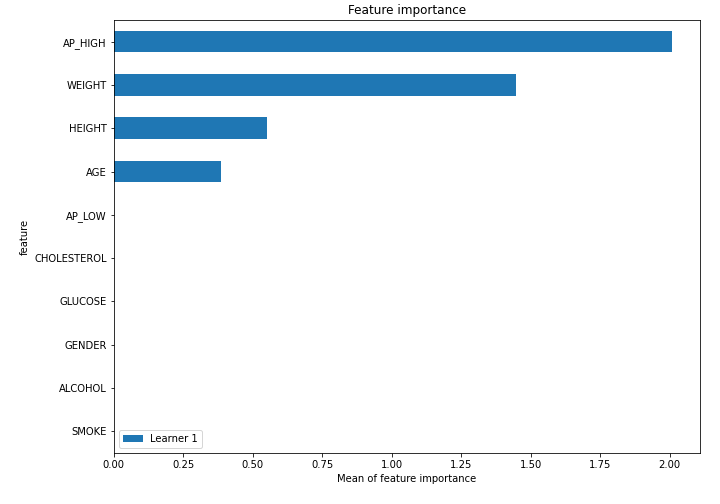 Feature importance
AP_HIGH
WEIGHT
HEIGHT
AGE
AP_LOW
CHOLESTEROL
GLUCOSE
GENDER
ALCOHOL
SMOKE
feature
Learner 1
0.00 0.25 0.50 0.75 1.00 1.25 1.50 1.75 2.00
Mean of feature importance